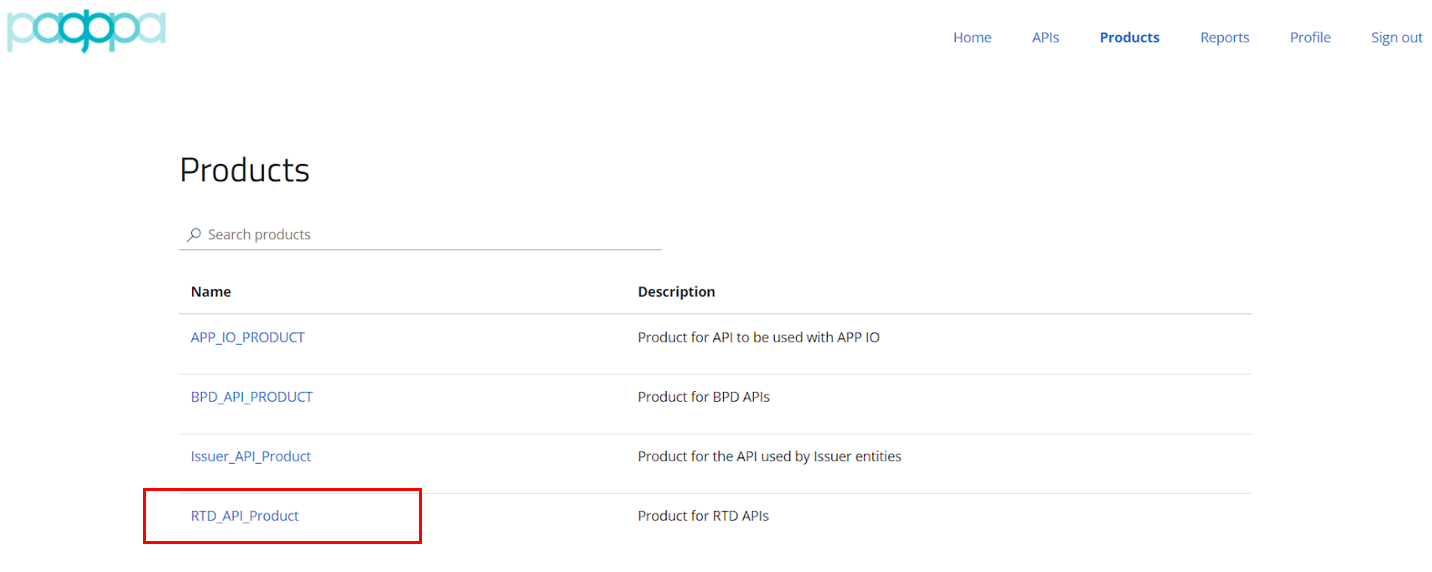 pagopa
Home APIs Products Reports Profile Sign out
Products
Search products
Name Description
APP_IO_PRODUCT Product for API to be used with APP IO
BPD_API_PRODUCT Product for BPD APIs
Issuer_API_Product Product for the API used by Issuer entities
RTD_API_Product Product for RTD APIs